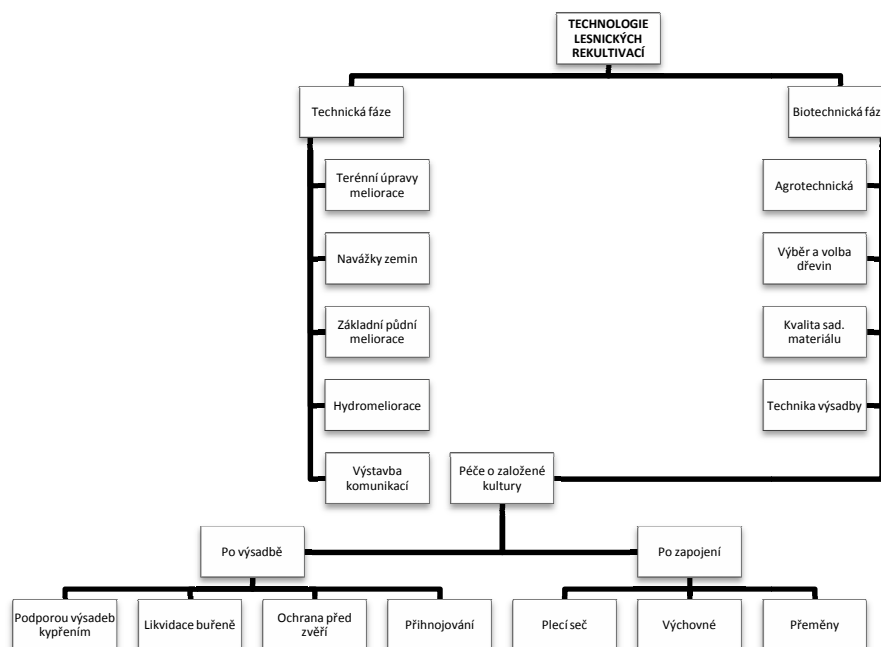 TECHNOLOGIE
LESNICKÝCH
REKULTIVACÍ
Technická fáze
Biotechnická fáz
Terénní úpravy
meliorace
Agrotechnická
Navážky zemin
Výběr a volba
dřevin
Základní půdní
meliorace
Kvalita sad.
materiálu
Hydromeliorace
Technika výsadby
Výstavba
komunikací
Péče o založené
kultury
Po výsadbě
Po zapojení
Podporou výsadeb
kypřením
Likvidace buřeně
Ochrana před
zvěří
Přihnojování
Plecí seč
Výchovné
Přeměny